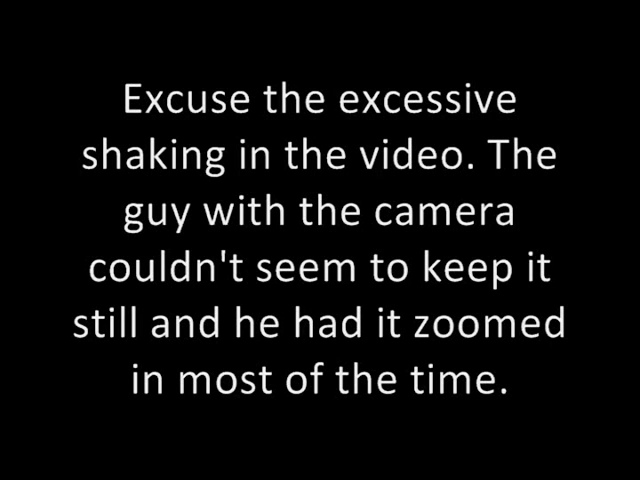 Excuse the excessive
shaking in the video. The
guy with the camera
couldn't seem to keep it
still and he had it zoomed
in most of the time.